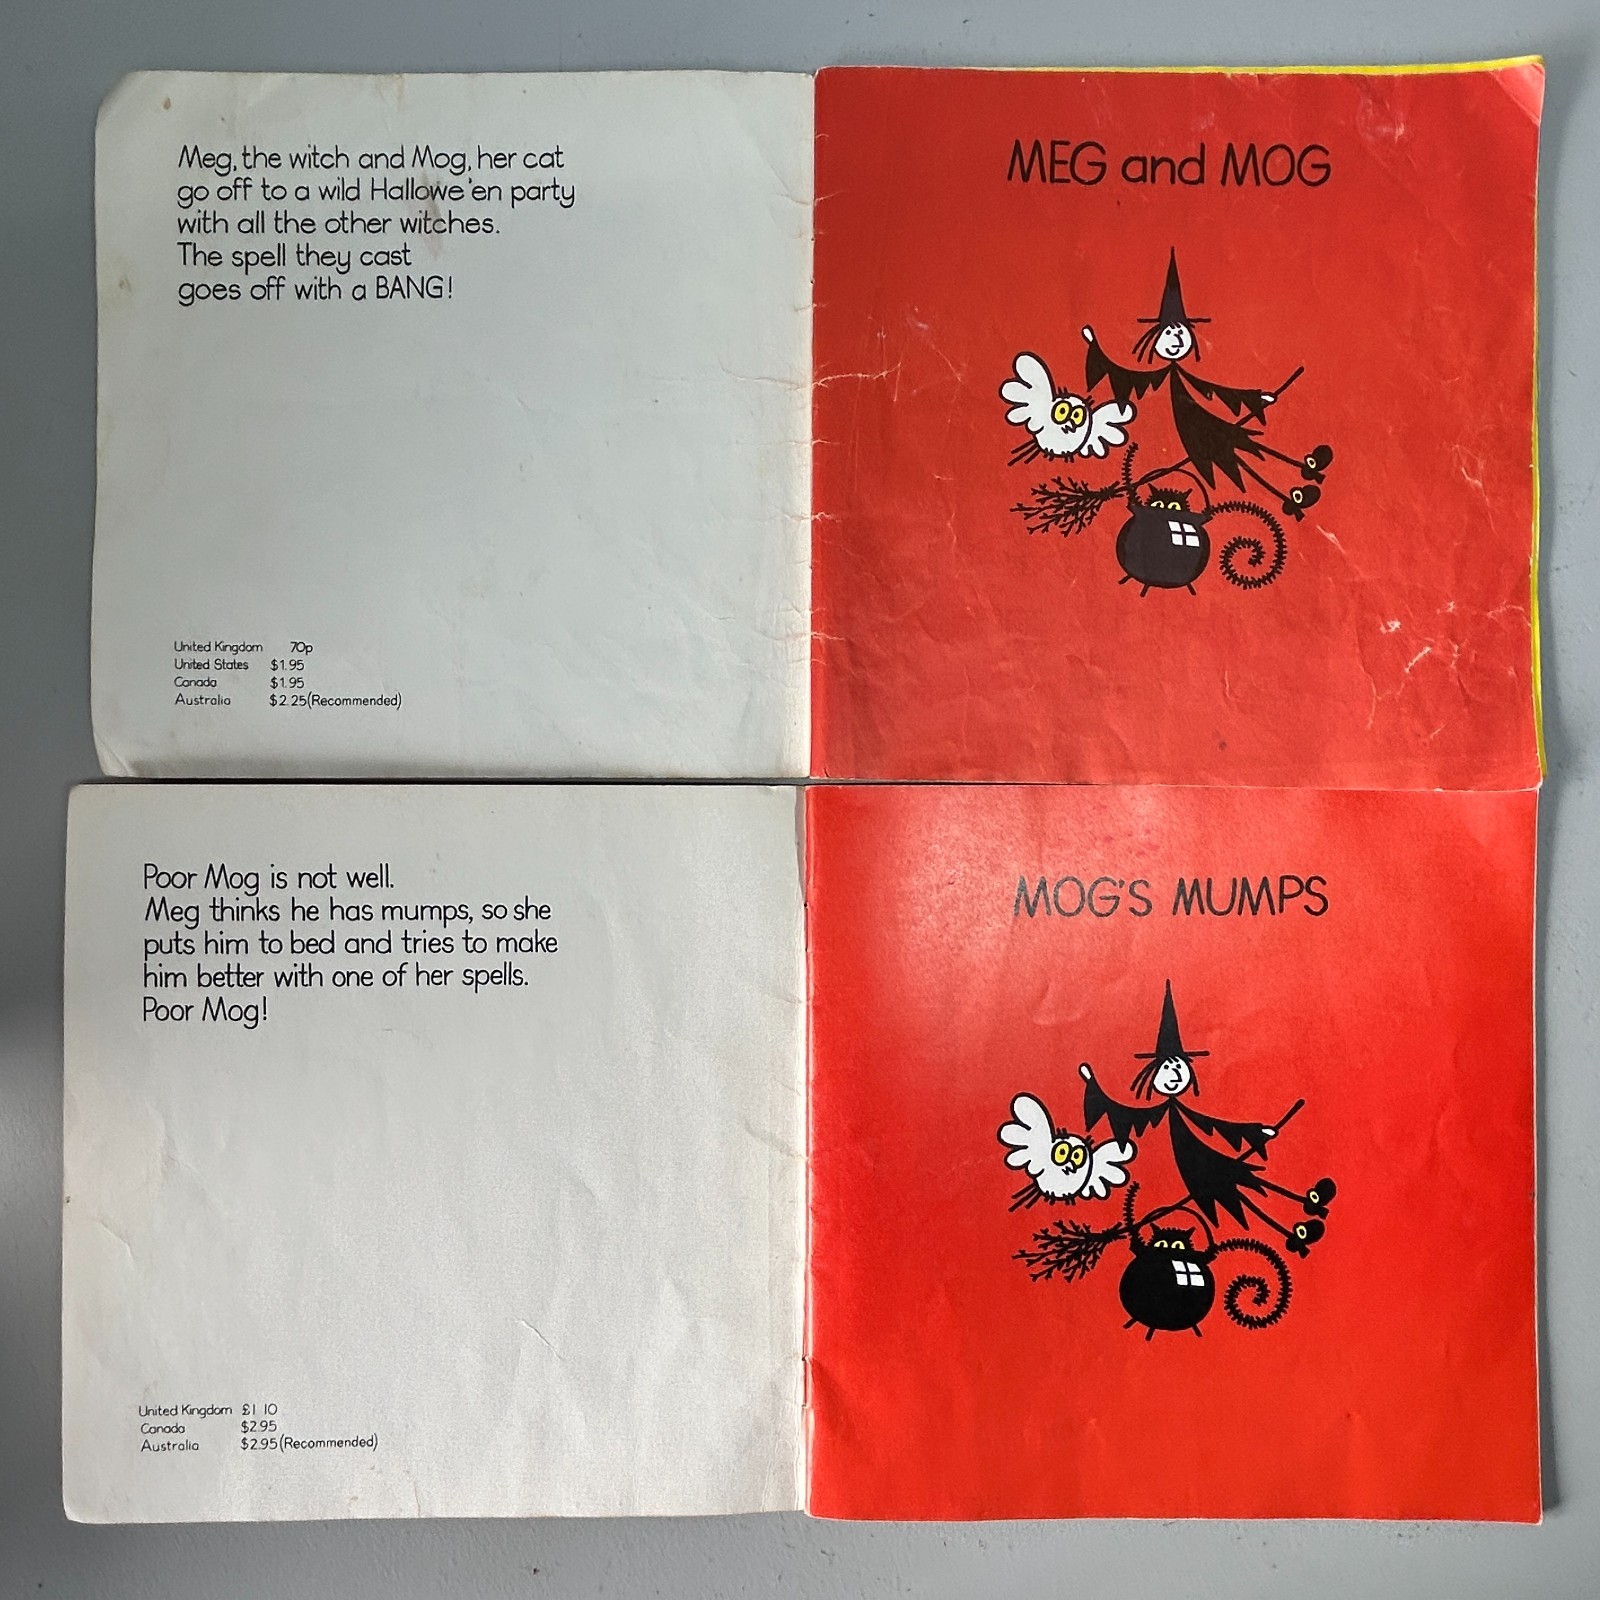 Meg, the witch and Mog, her cat
go off to a wild Hallowe'en party
with all the other witches.
The spell they cast
goes off with a BANG!
United Kingdom 70p
United States $1.95
Canada $1.95
Australia $2.25 (Recommended)
MEG and MOG
Poor Mog is not well.
Meg thinks he has mumps, so she
puts him to bed and tries to make
him better with one of her spells.
Poor Mog!
United Kingdom £1 10
Canada $2.95
Australia $2.95 (Recommended)
MOG'S MUMPS